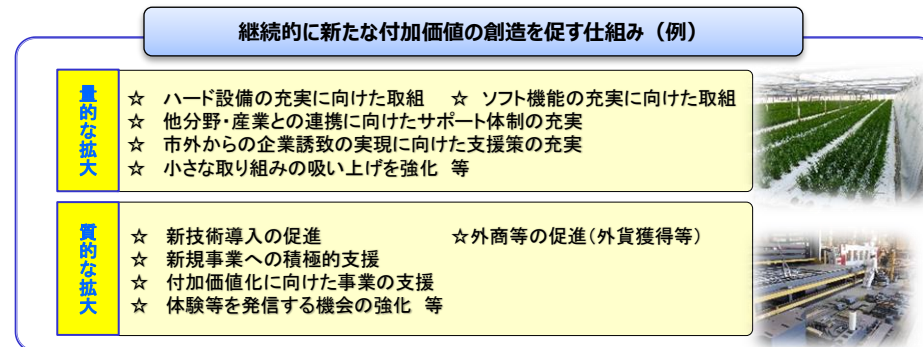 継続的に新たな付加価値の創造を促す仕組み（例）
量的な拡大
☆ ハード設備の充実に向けた取組 ☆ ソフト機能の充実に向けた取組
☆ 他分野・産業との連携に向けたサポート体制の充実
☆ 市外からの企業誘致の実現に向けた支援策の充実
☆ 小さな取り組みの吸い上げを強化 等
質的な拡大
☆ 新技術導入の促進 ☆外商等の促進（外貨獲得等）
☆ 新規事業への積極的支援
☆ 付加価値化に向けた事業の支援
☆ 体験等を発信する機会の強化 等